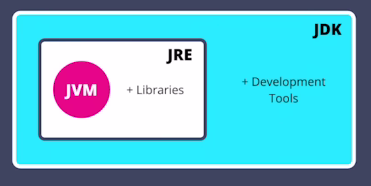 JDK
JRE
JVM
+ Libraries
+ Development
Tools